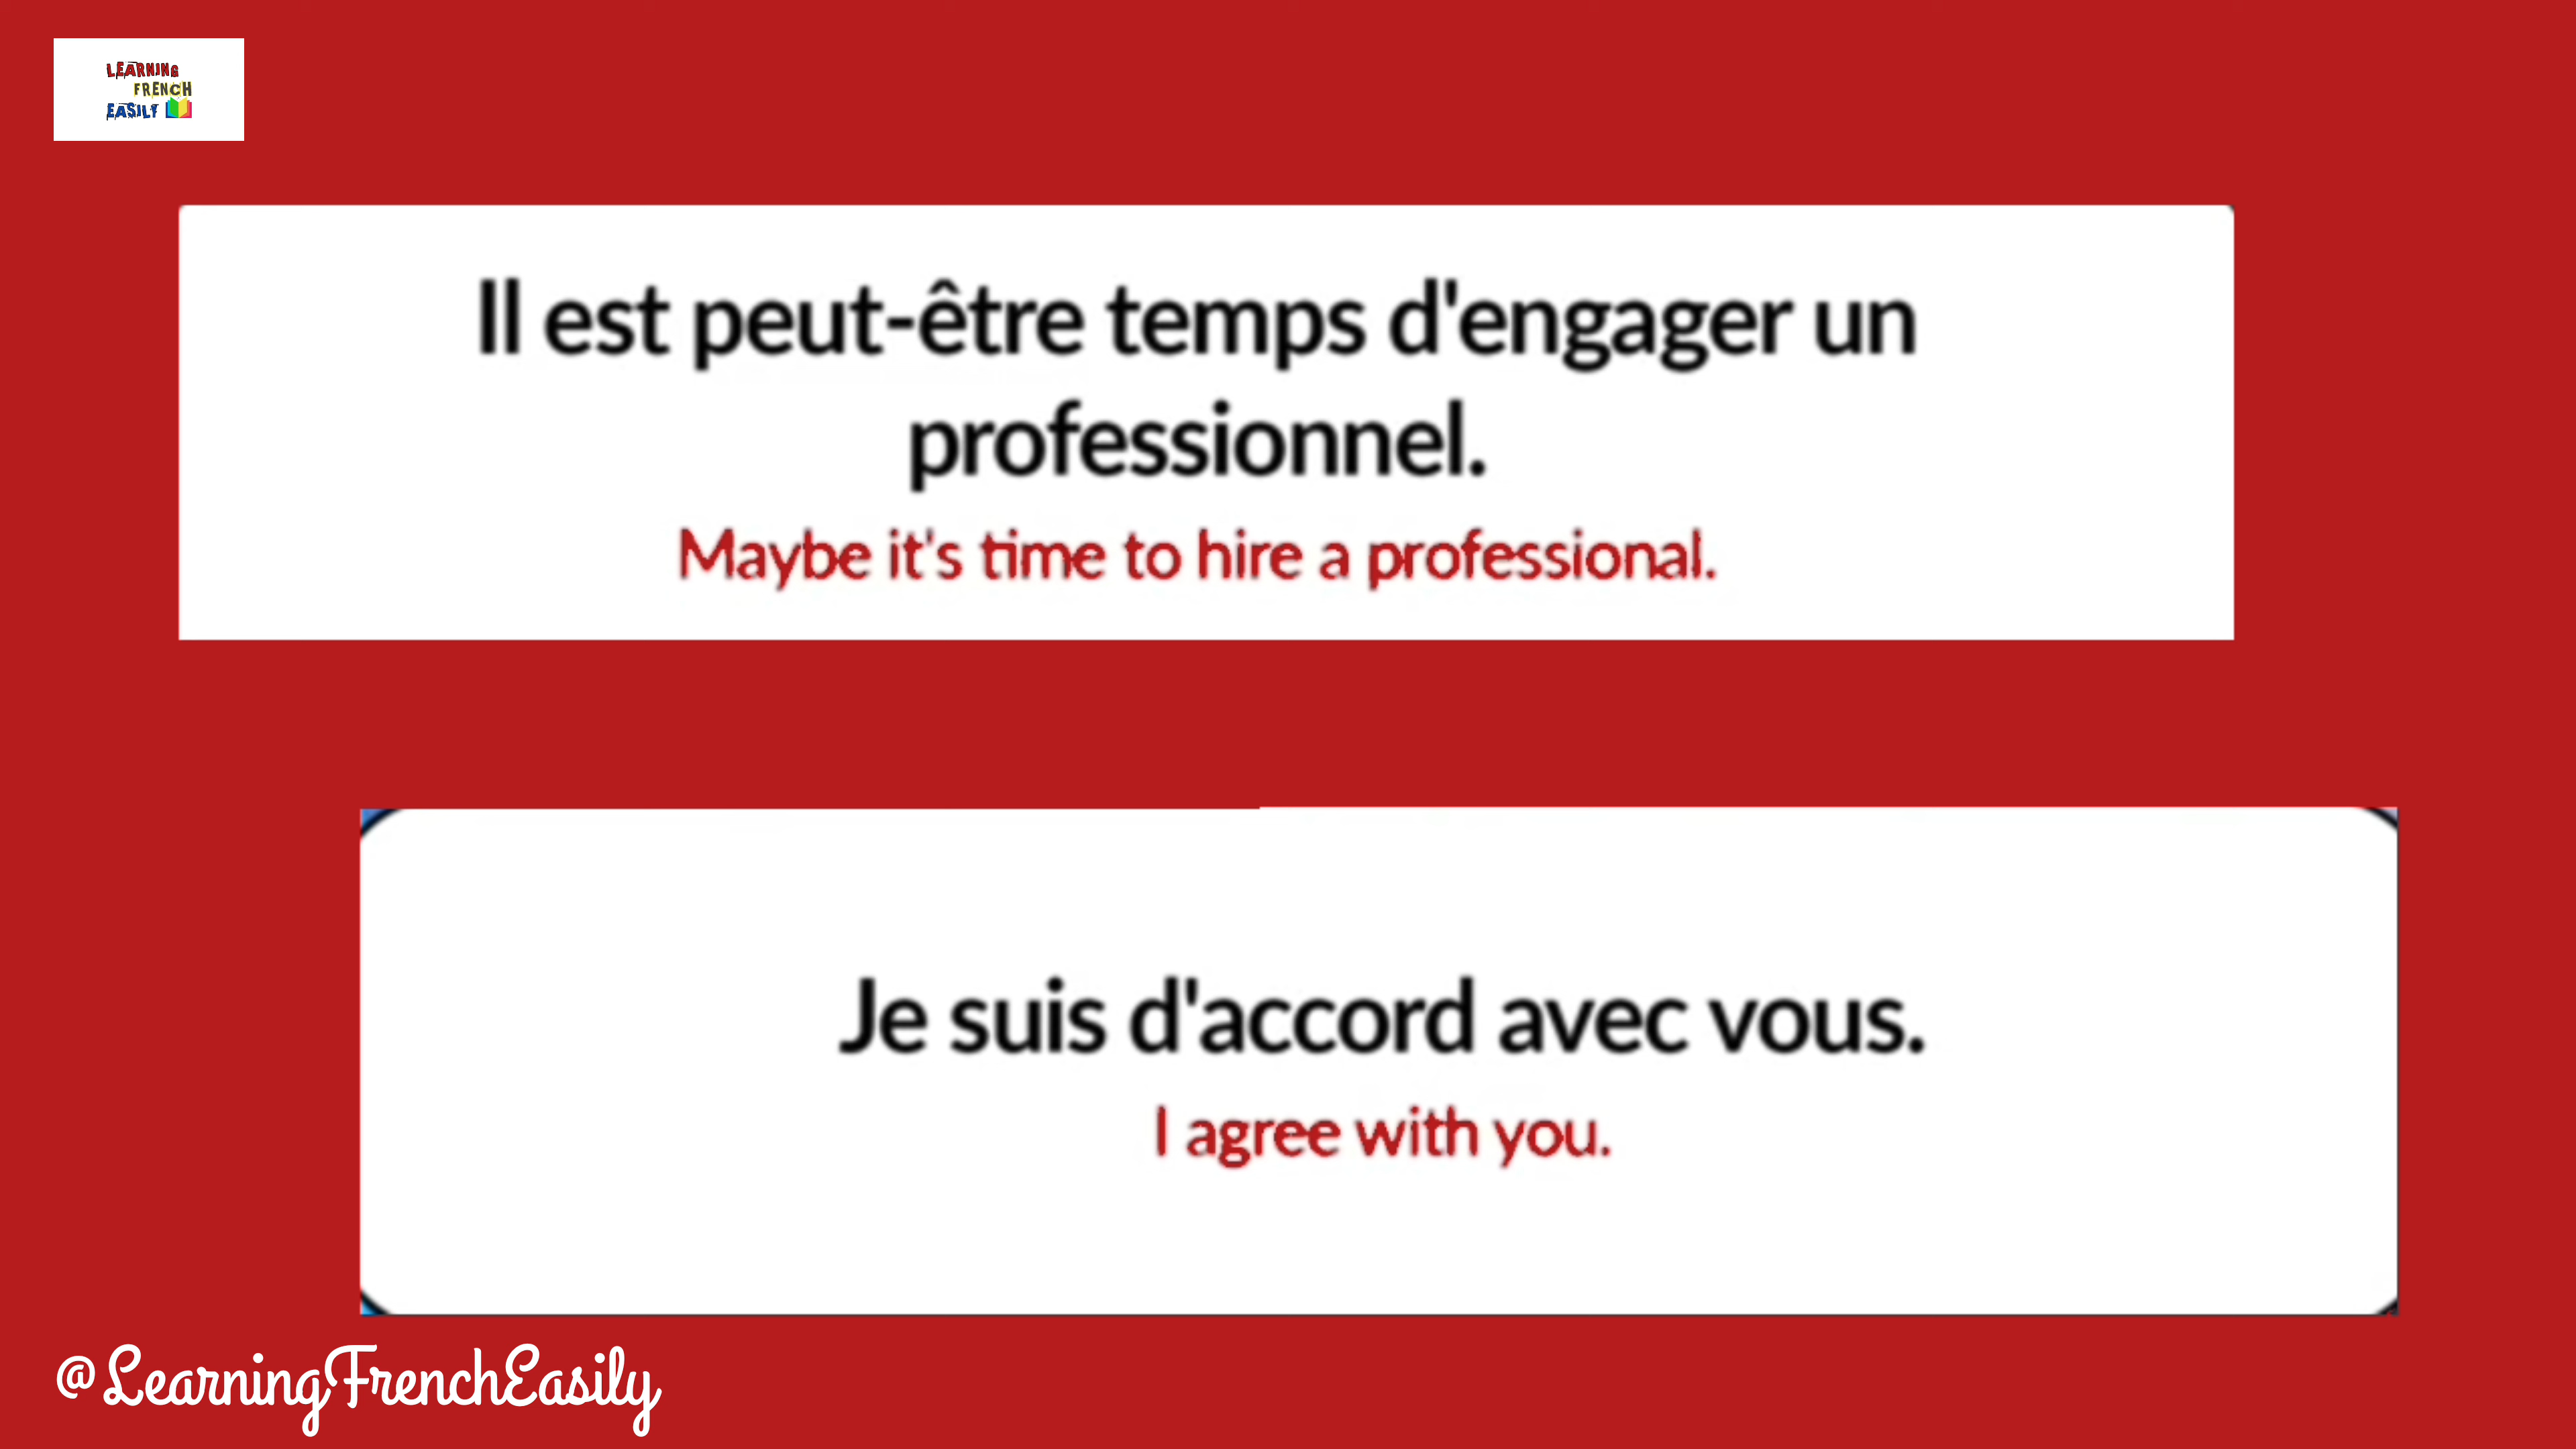 LEARNING
FRENCH
EASILY
Il est peut-être temps d'engager un
professionnel.
Maybe it's time to hire a professional.
Je suis d'accord avec vous.
I agree with you.
@LearningFrenchEasily